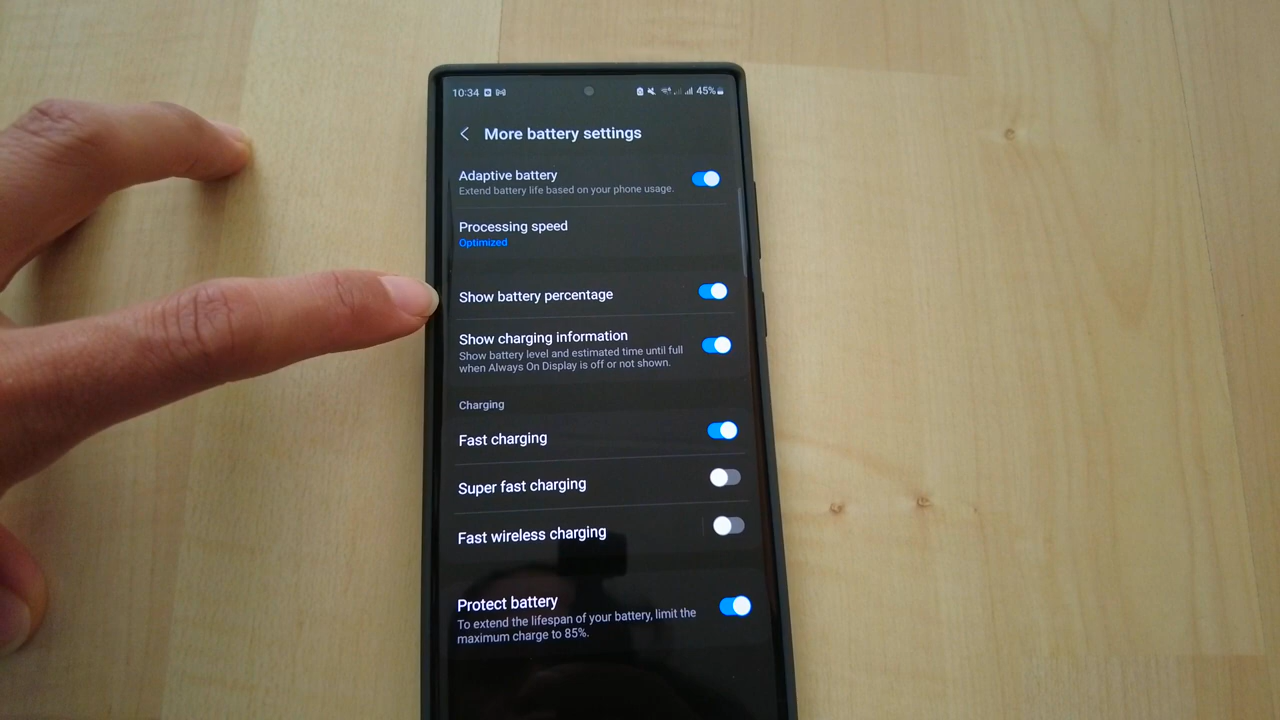 10:34 45%
More battery settings
Adaptive battery
Extend battery life based on your phone usage.
Processing speed
Optimized
Show battery percentage
Show charging information
Show battery level and estimated time until full
when Always On Display is off or not shown.
Charging
Fast charging
Super fast charging
Fast wireless charging
Protect battery
To extend the lifespan of your battery, limit the
maximum charge to 85%.